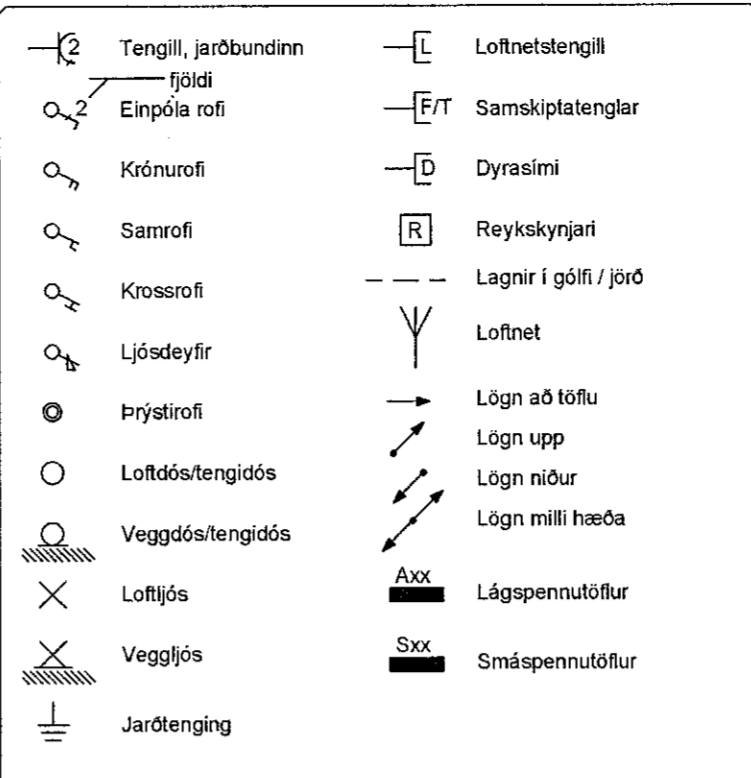 2 Tengill, jarðbundinn
fjöldi
2 Einpóla rofi
Krónurofi
Samrofi
Krossrofi
Ljósdeyfir
Þrýstirofi
Loftdós/tengidós
Veggdós/tengidós
Loftljós
Veggljós
Jarðtenging
L Loftnetstengill
F/T Samskiptatenglar
D Dyrasími
R Reykskynjari
Lagnir í gólfi / jörð
Loftnet
Lögn að töflu
Lögn upp
Lögn niður
Lögn milli hæða
Axx Lágspennutöflur
Sxx Smáspennutöflur